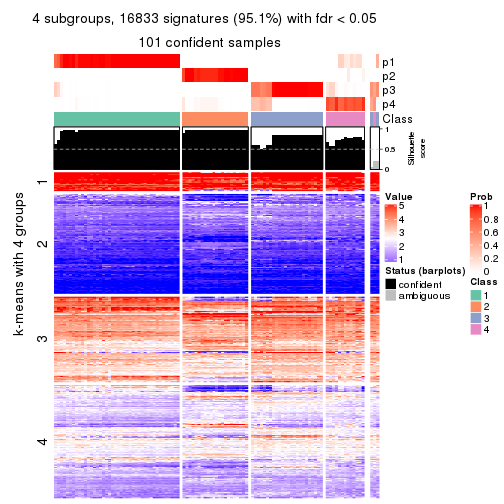 4 subgroups, 16833 signatures (95.1%) with fdr < 0.05
101 confident samples
p1
p2
p3
p4
Class
1
0.5
0
Silhouette
score
k-means with 4 groups
1
2
3
4
Value
5
4
3
2
1
Status (barplots)
confident
ambiguous
Prob
1
0.8
0.6
0.4
0.2
0
Class
1
2
3
4